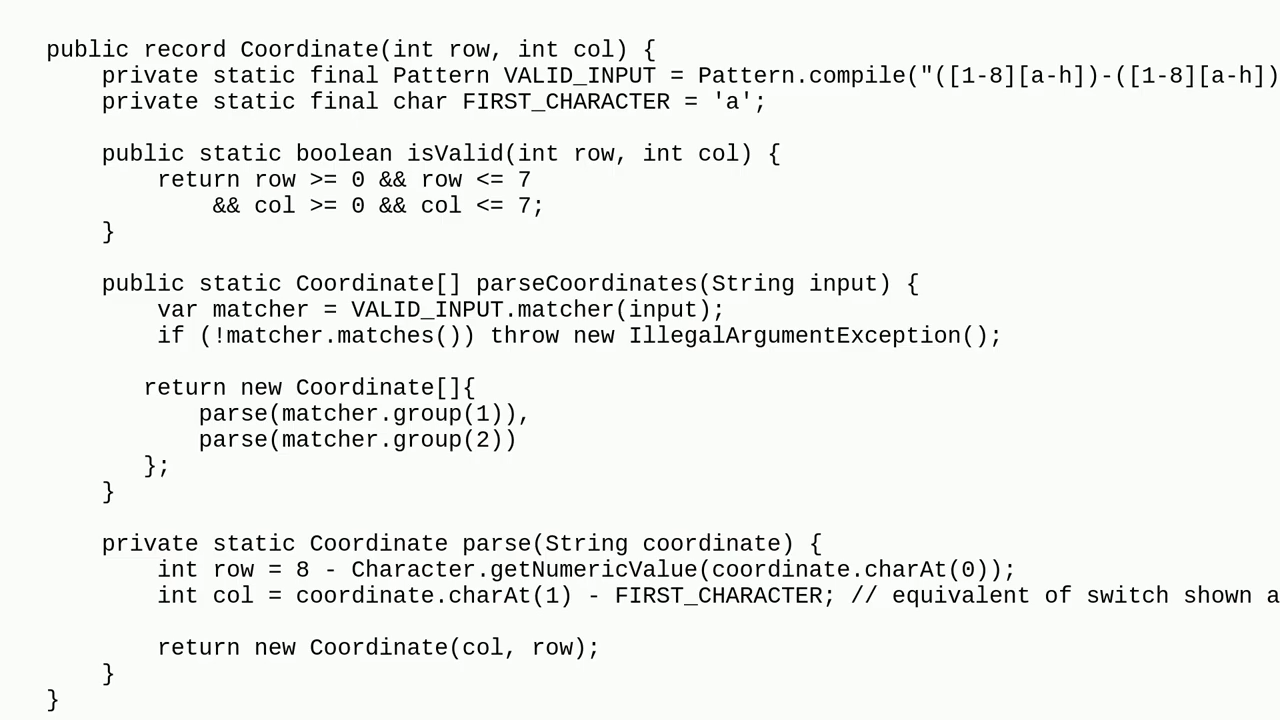 public record Coordinate(int row, int col) {
    private static final Pattern VALID_INPUT = Pattern.compile("([1-8][a-h])-([1-8][a-h])
    private static final char FIRST_CHARACTER = 'a';

    public static boolean isValid(int row, int col) {
        return row >= 0 && row <= 7
            && col >= 0 && col <= 7;
    }

    public static Coordinate[] parseCoordinates(String input) {
        var matcher = VALID_INPUT.matcher(input);
        if (!matcher.matches()) throw new IllegalArgumentException();

       return new Coordinate[]{
           parse(matcher.group(1)),
           parse(matcher.group(2))
       };
    }

    private static Coordinate parse(String coordinate) {
        int row = 8 - Character.getNumericValue(coordinate.charAt(0));
        int col = coordinate.charAt(1) - FIRST_CHARACTER; // equivalent of switch shown a

        return new Coordinate(col, row);
    }
}